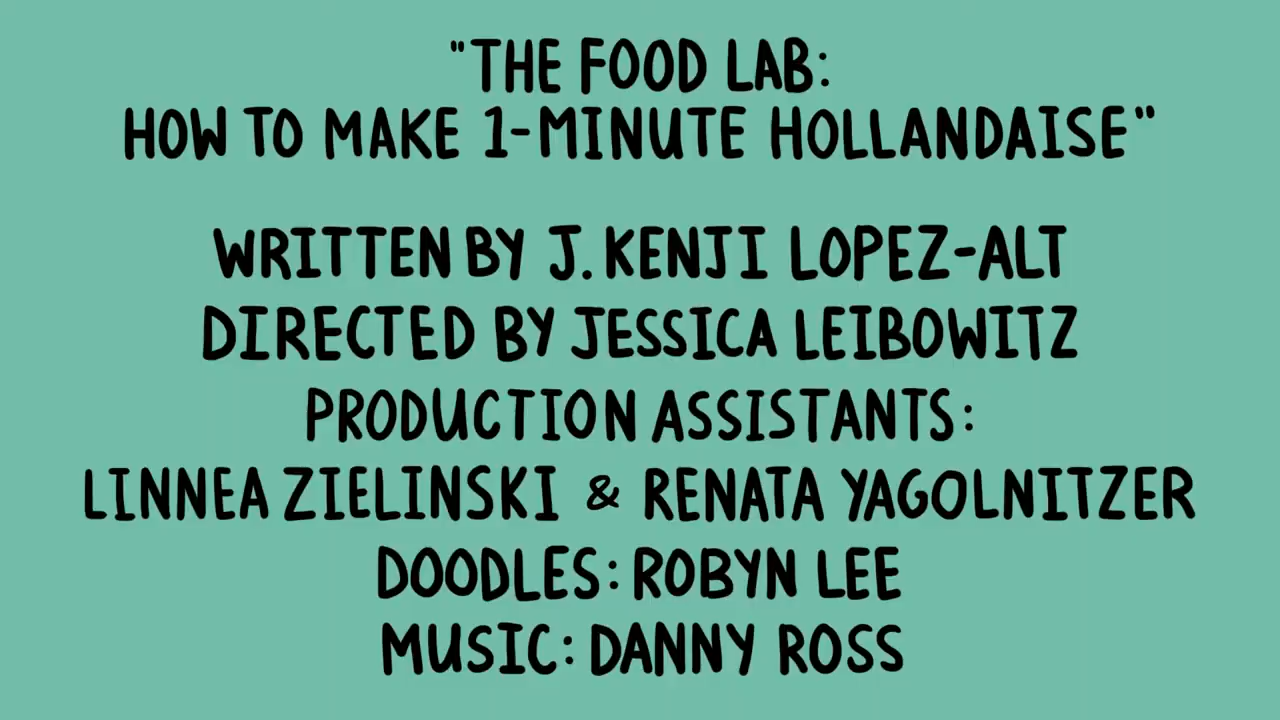 "THE FOOD LAB:
HOW TO MAKE 1-MINUTE HOLLANDAISE"
WRITTEN BY J. KENJI LOPEZ-ALT
DIRECTED BY JESSICA LEIBOWITZ
PRODUCTION ASSISTANTS:
LINNEA ZIELINSKI & RENATA YAGOLNITZER
DOODLES: ROBYN LEE
MUSIC: DANNY ROSS